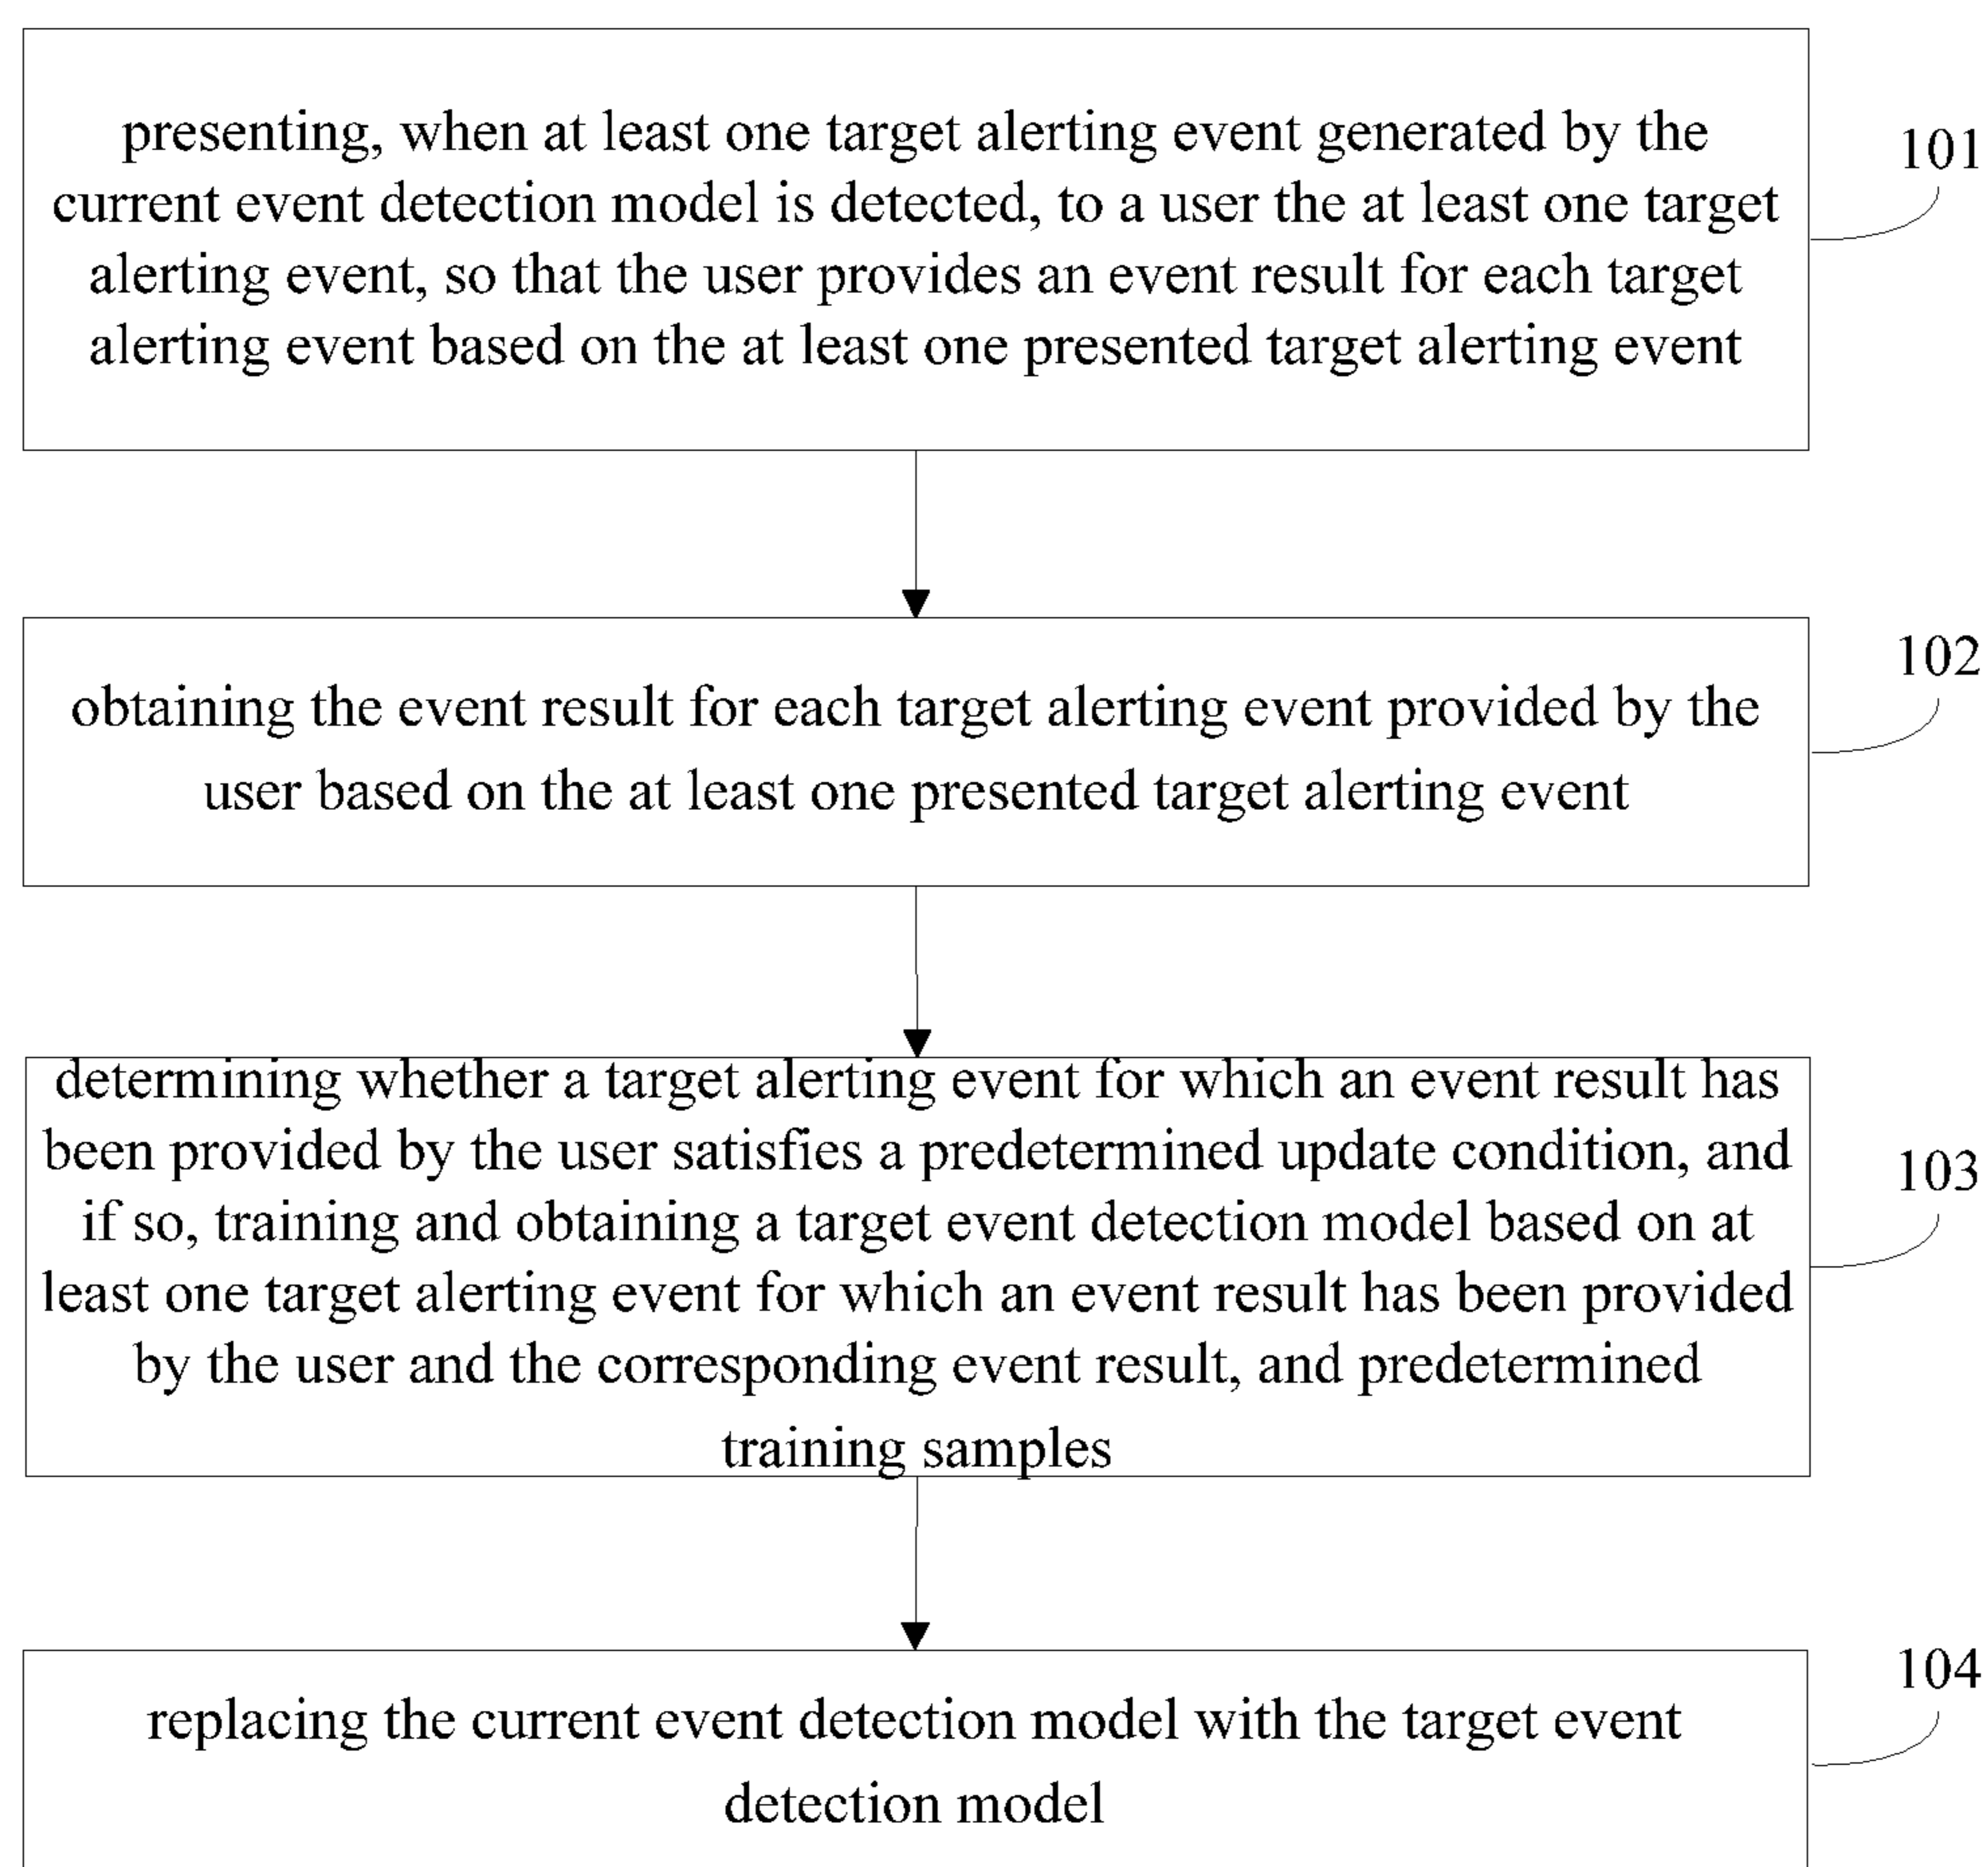 presenting, when at least one target alerting event generated by the
current event detection model is detected, to a user the at least one target
alerting event, so that the user provides an event result for each target
alerting event based on the at least one presented target alerting event
101
obtaining the event result for each target alerting event provided by the
user based on the at least one presented target alerting event
102
determining whether a target alerting event for which an event result has
been provided by the user satisfies a predetermined update condition, and
if so, training and obtaining a target event detection model based on at
least one target alerting event for which an event result has been provided
by the user and the corresponding event result, and predetermined
training samples
103
replacing the current event detection model with the target event
detection model
104